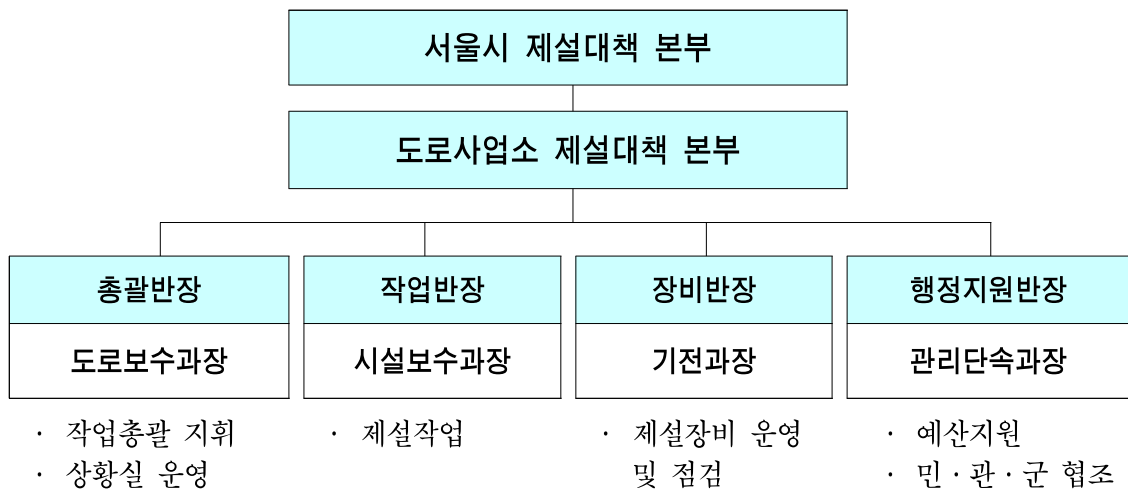 서울시 제설대책 본부
도로사업소 제설대책 본부
총괄반장
도로보수과장
· 작업총괄 지휘
· 상황실 운영
작업반장
시설보수과장
· 제설작업
장비반장
기전과장
· 제설장비 운영
및 점검
행정지원반장
관리단속과장
· 예산지원
· 민·관·군 협조